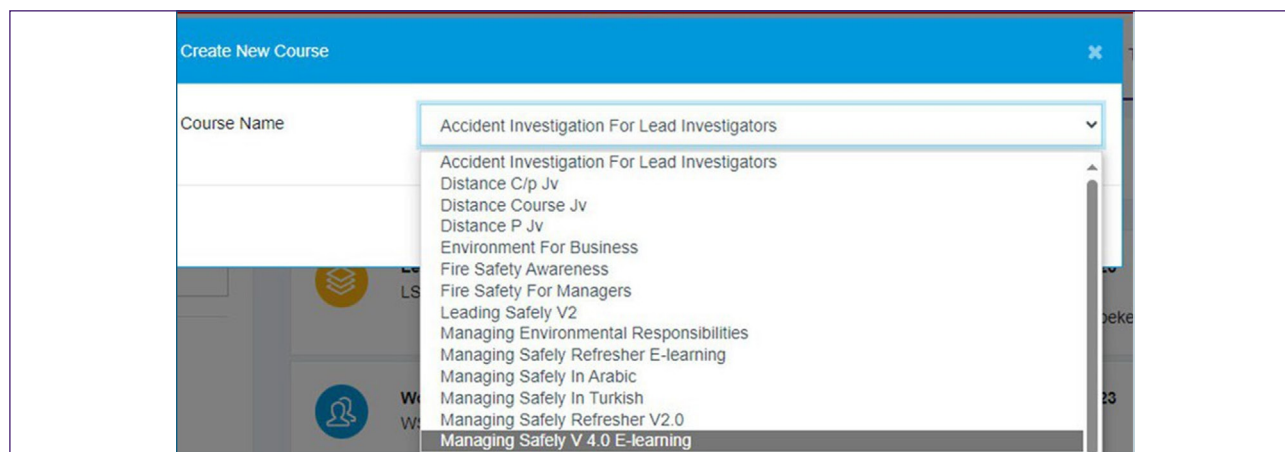 Create New Course
Course Name
Accident Investigation For Lead Investigators
Accident Investigation For Lead Investigators
Distance C/p Jv
Distance Course Jv
Distance P Jv
Environment For Business
Fire Safety Awareness
Fire Safety For Managers
Leading Safely V2
Managing Environmental Responsibilities
Managing Safely Refresher E-learning
Managing Safely In Arabic
Managing Safely In Turkish
Managing Safely Refresher V2.0
Managing Safely V 4.0 E-learning